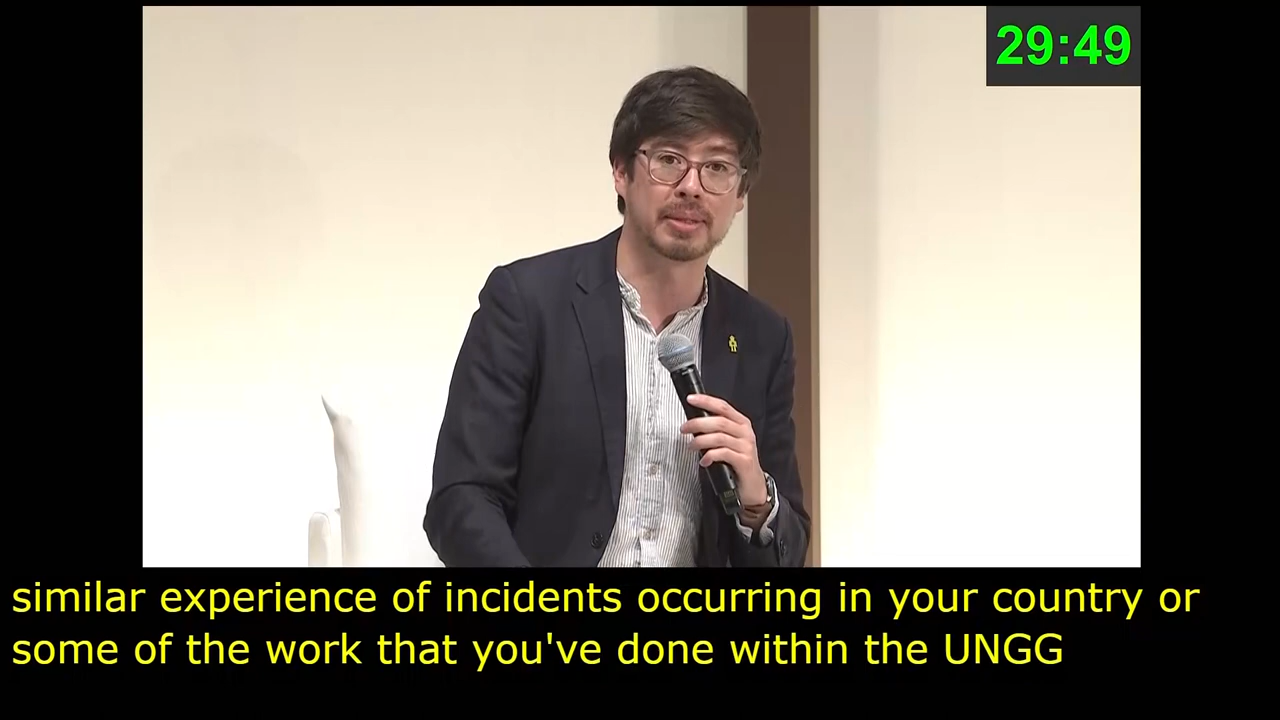 29:49
similar experience of incidents occurring in your country or
some of the work that you've done within the UNGG